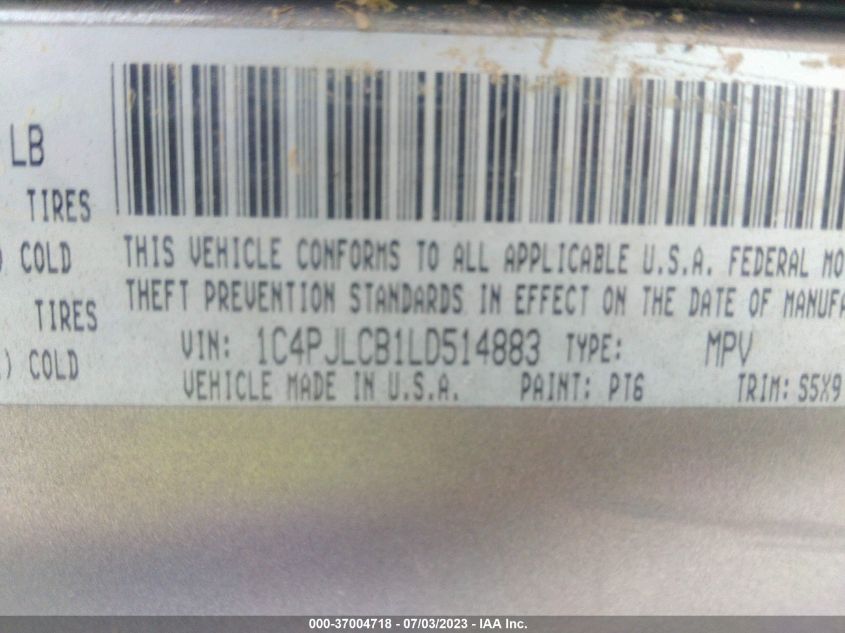 LB
TIRES
) COLD
TIRES
) COLD
THIS VEHICLE CONFORMS TO ALL APPLICABLE U.S.A. FEDERAL MO
THEFT PREVENTION STANDARDS IN EFFECT ON THE DATE OF MANUFA
VIN: 1C4PJLCB1LD514883 TYPE: MPV
VEHICLE MADE IN U.S.A. PAINT: PT6 TRIM: S5X9
000-37004718 - 07/03/2023 - IAA Inc.